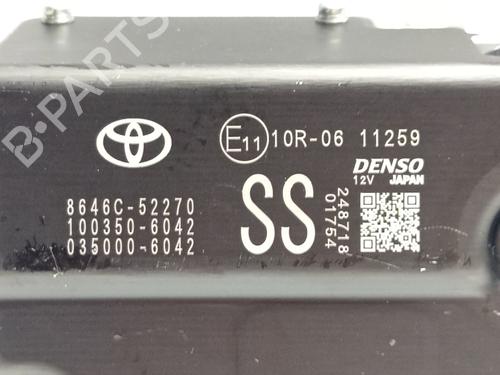 E11 10R-06 11259
DENSO
12V JAPAN
8646C-52270
100350-6042
035000-6042
SS
248718
01754
B-Parts